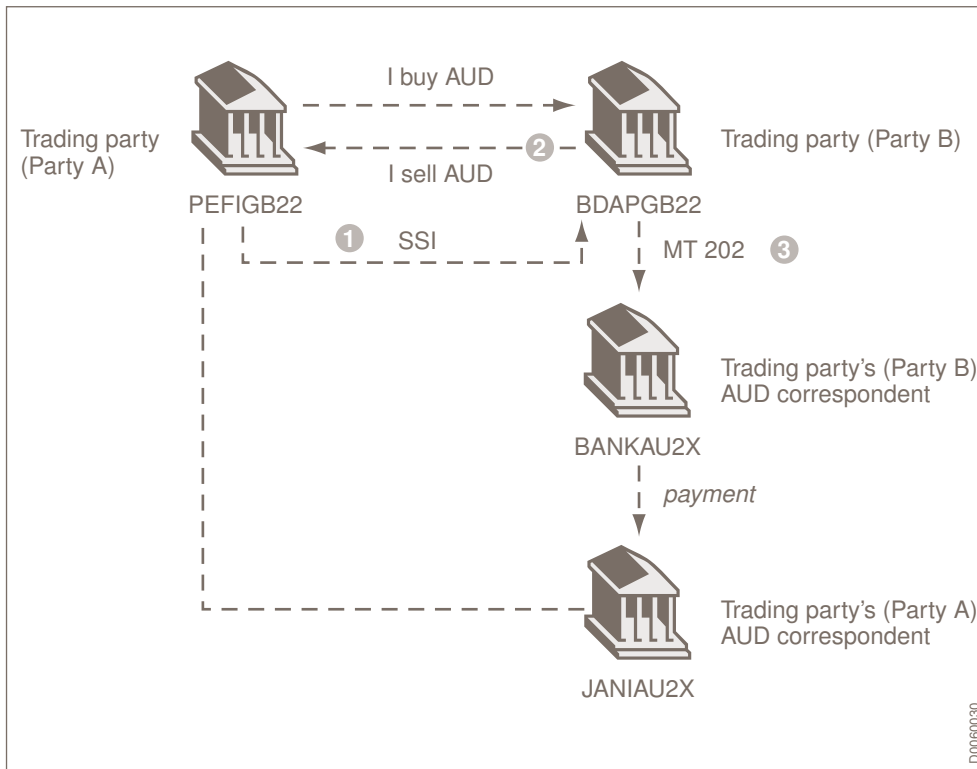 I buy AUD
Trading party
(Party A)
2
Trading party (Party B)
I sell AUD
PEFIGB22
BDAPGB22
1
SSI
MT 202
3
Trading party's (Party B)
AUD correspondent
BANKAU2X
payment
Trading party's (Party A)
AUD correspondent
JANIAU2X
D0060030